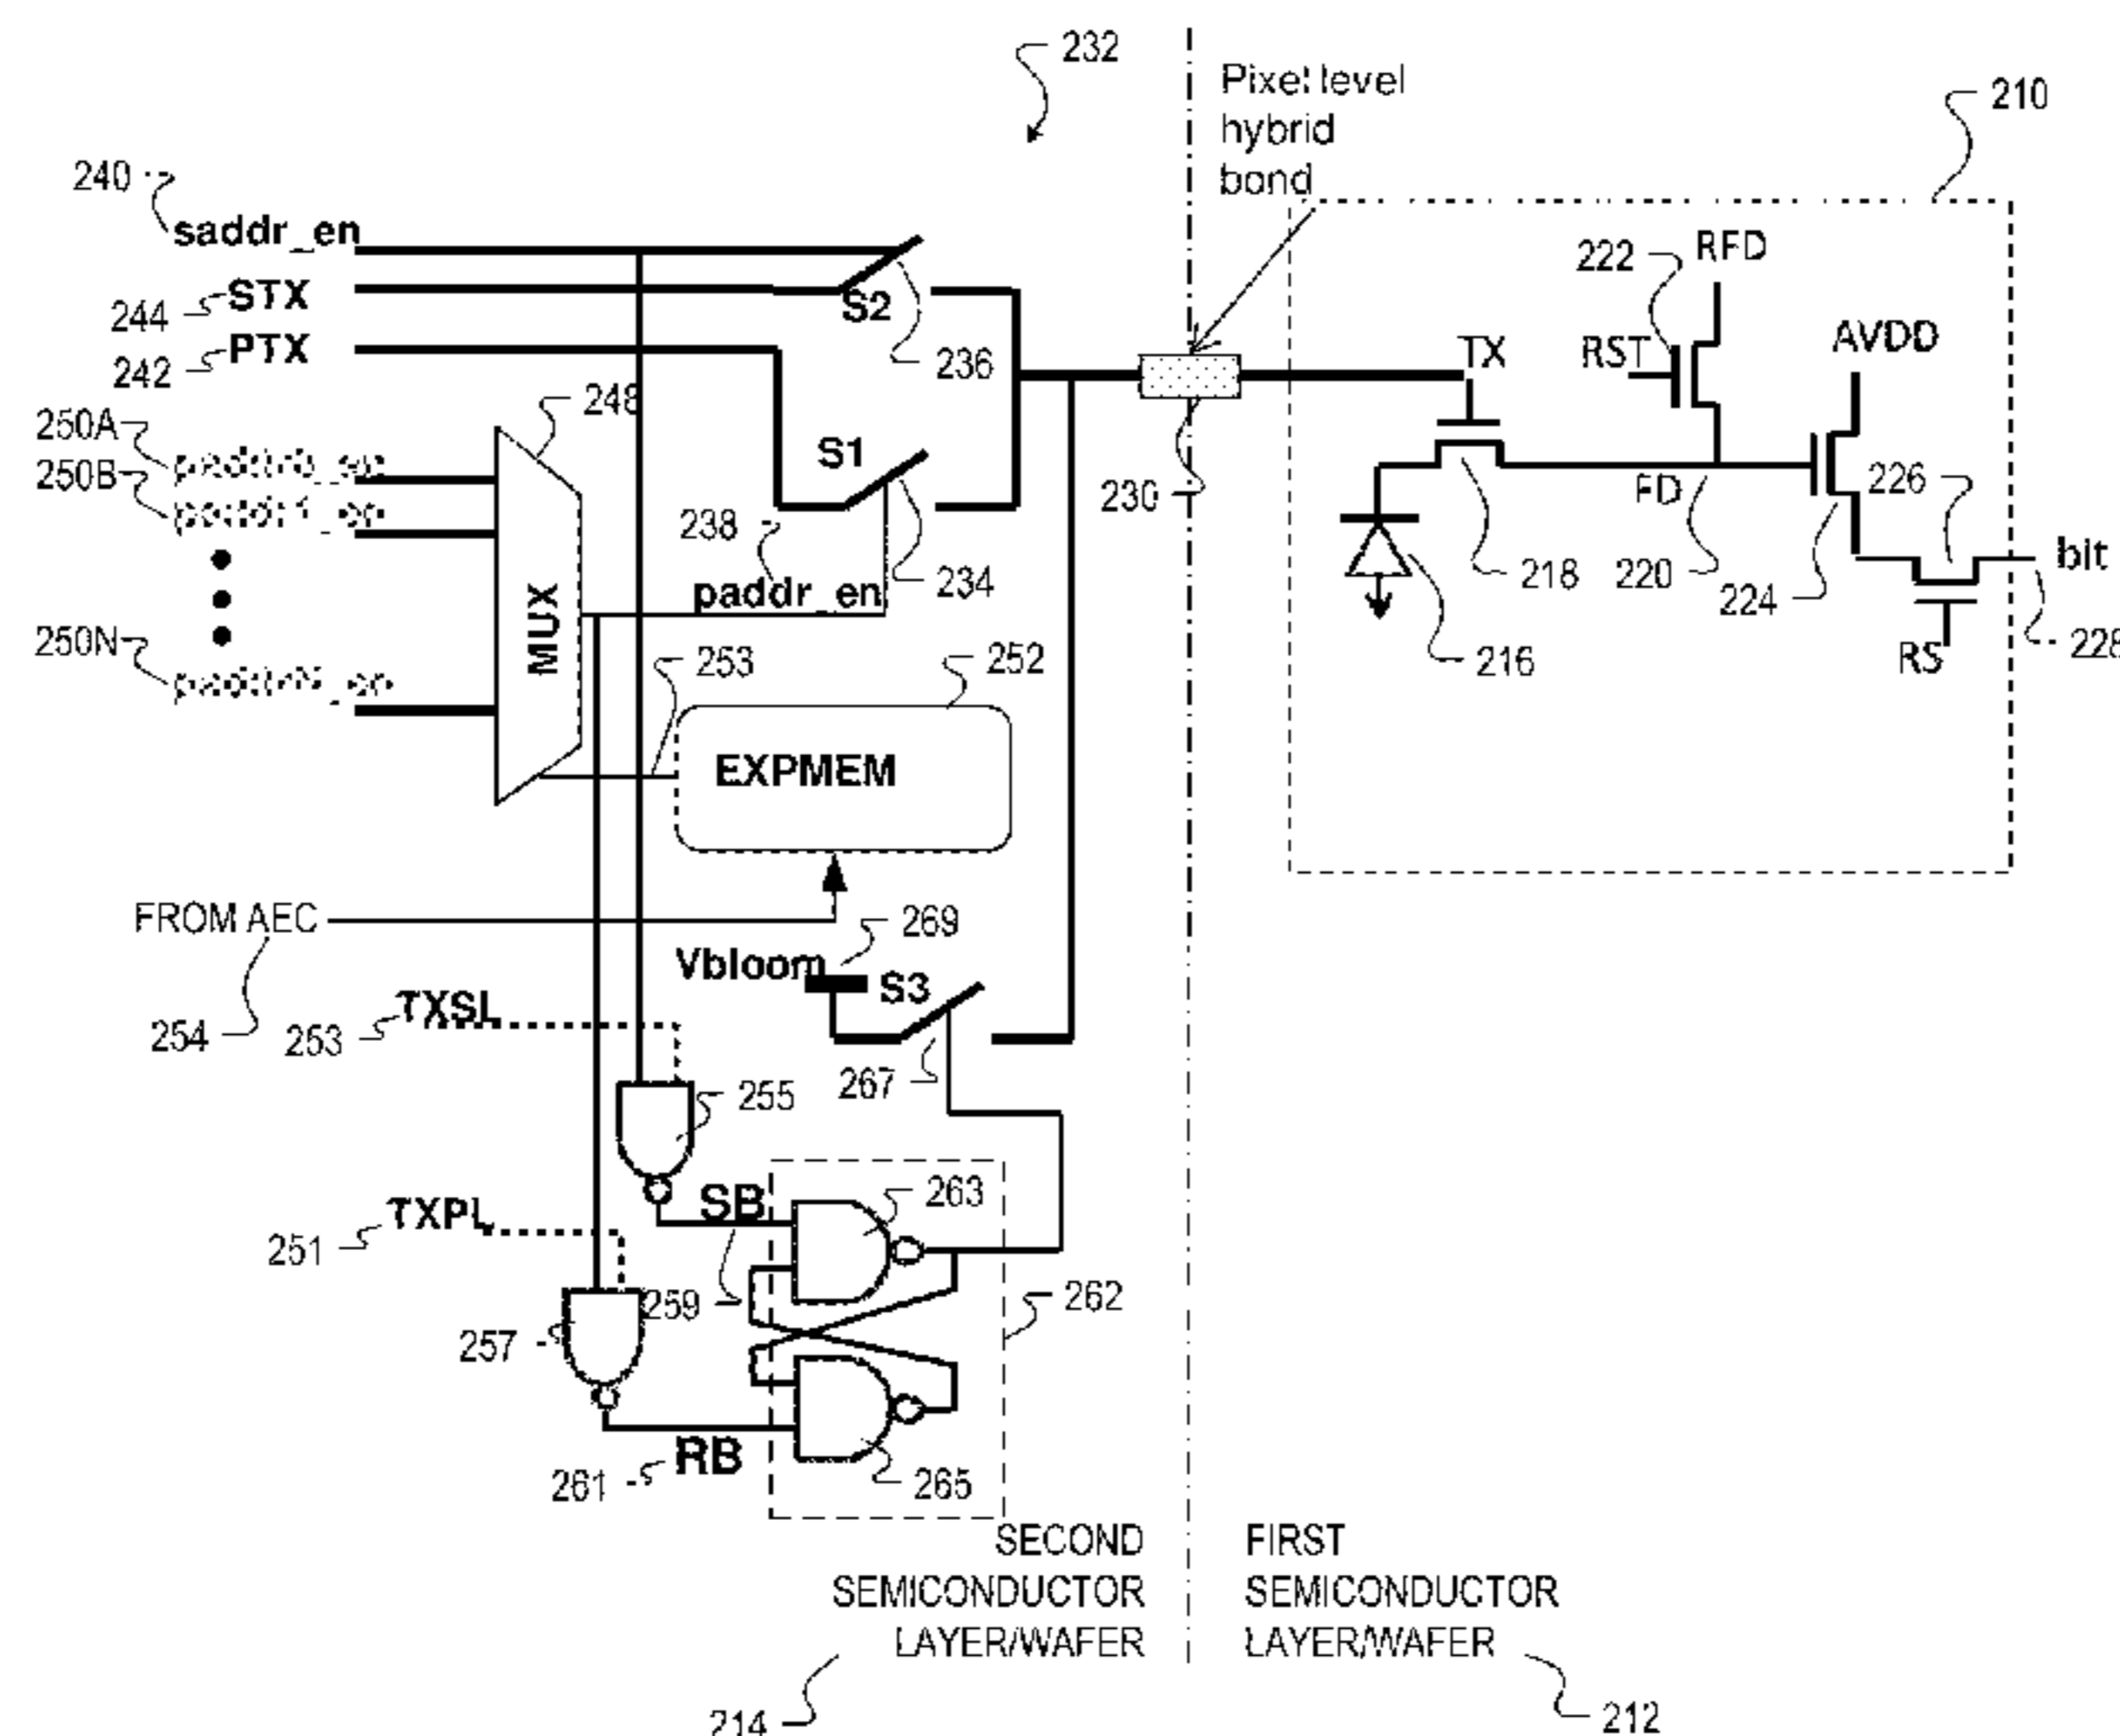 232
Pixel level
hybrid
bond
210
240
saddr_en
STX
244
PTX
242
S2
236
222
RFD
RST
AVDD
TX
248
250A
paddr0_en
250B
paddr1_en
250N
S1
238
paddr_en
234
MUX
230
FD
226
218
220
224
bit
228
216
RS
253
252
EXPMEM
FROM AEC
254
269
Vbloom
S3
TXSL
253
267
255
SB
263
TXPL
251
259
262
257
RB
261
265
SECOND
SEMICONDUCTOR
LAYER/WAFER
FIRST
SEMICONDUCTOR
LAYER/WAFER
214
212